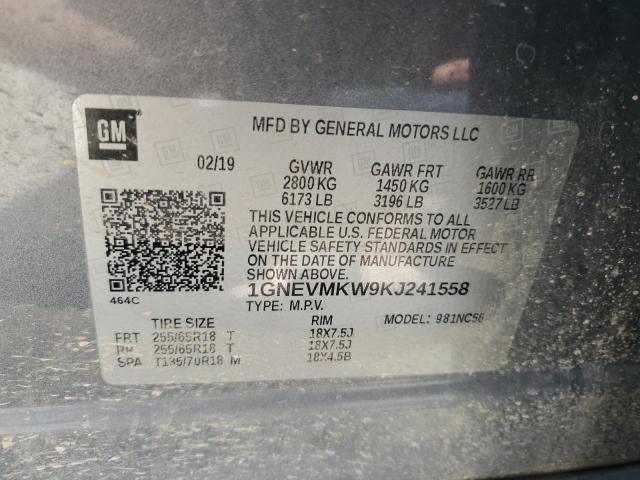 GM
MFD BY GENERAL MOTORS LLC
02/19 GVWR GAWR FRT GAWR RR
2800 KG 1450 KG 1600 KG
6173 LB 3196 LB 3527 LB
THIS VEHICLE CONFORMS TO ALL
APPLICABLE U.S. FEDERAL MOTOR
VEHICLE SAFETY STANDARDS IN EFFECT
ON THE DATE OF MANUFACTURE
SHOWN ABOVE.
464C 1GNEVMKW9KJ241558
TYPE: M.P.V. MODEL: 981NC56
TIRE SIZE RIM
FRT 255/65R18 T 18X7.5J
RR 255/65R18 T 18X7.5J
SPA T135/70R18 M 18X4.5B